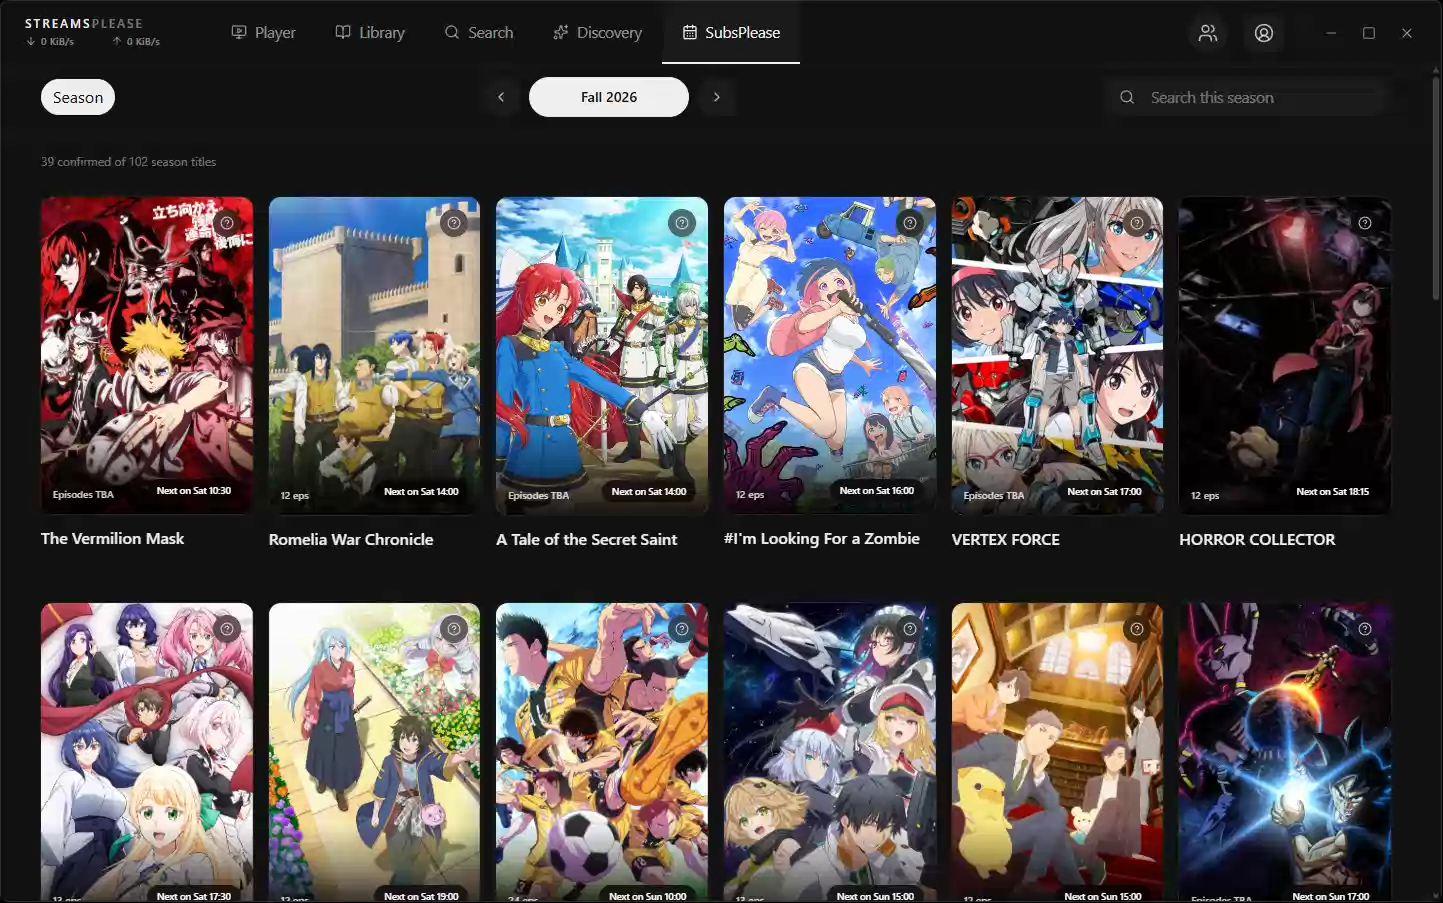 STREAMSPLEASE
↓ 0 KiB/s ↑ 0 KiB/s
Player
Library
Search
Discovery
SubsPlease
Season
Fall 2026
Search this season
39 confirmed of 102 season titles
立ち向かえ。
Episodes TBA
Next on Sat 10:30
12 eps
Next on Sat 14:00
Episodes TBA
Next on Sat 14:00
12 eps
Next on Sat 16:00
Episodes TBA
Next on Sat 17:00
12 eps
Next on Sat 18:15
The Vermilion Mask
Romelia War Chronicle
A Tale of the Secret Saint
#I'm Looking For a Zombie
VERTEX FORCE
HORROR COLLECTOR
Next on Sat 17:30
Next on Sat 19:00
Next on Sun 10:00
Next on Sun 15:00
Next on Sun 15:00
Episodes TBA
Next on Sun 17:00